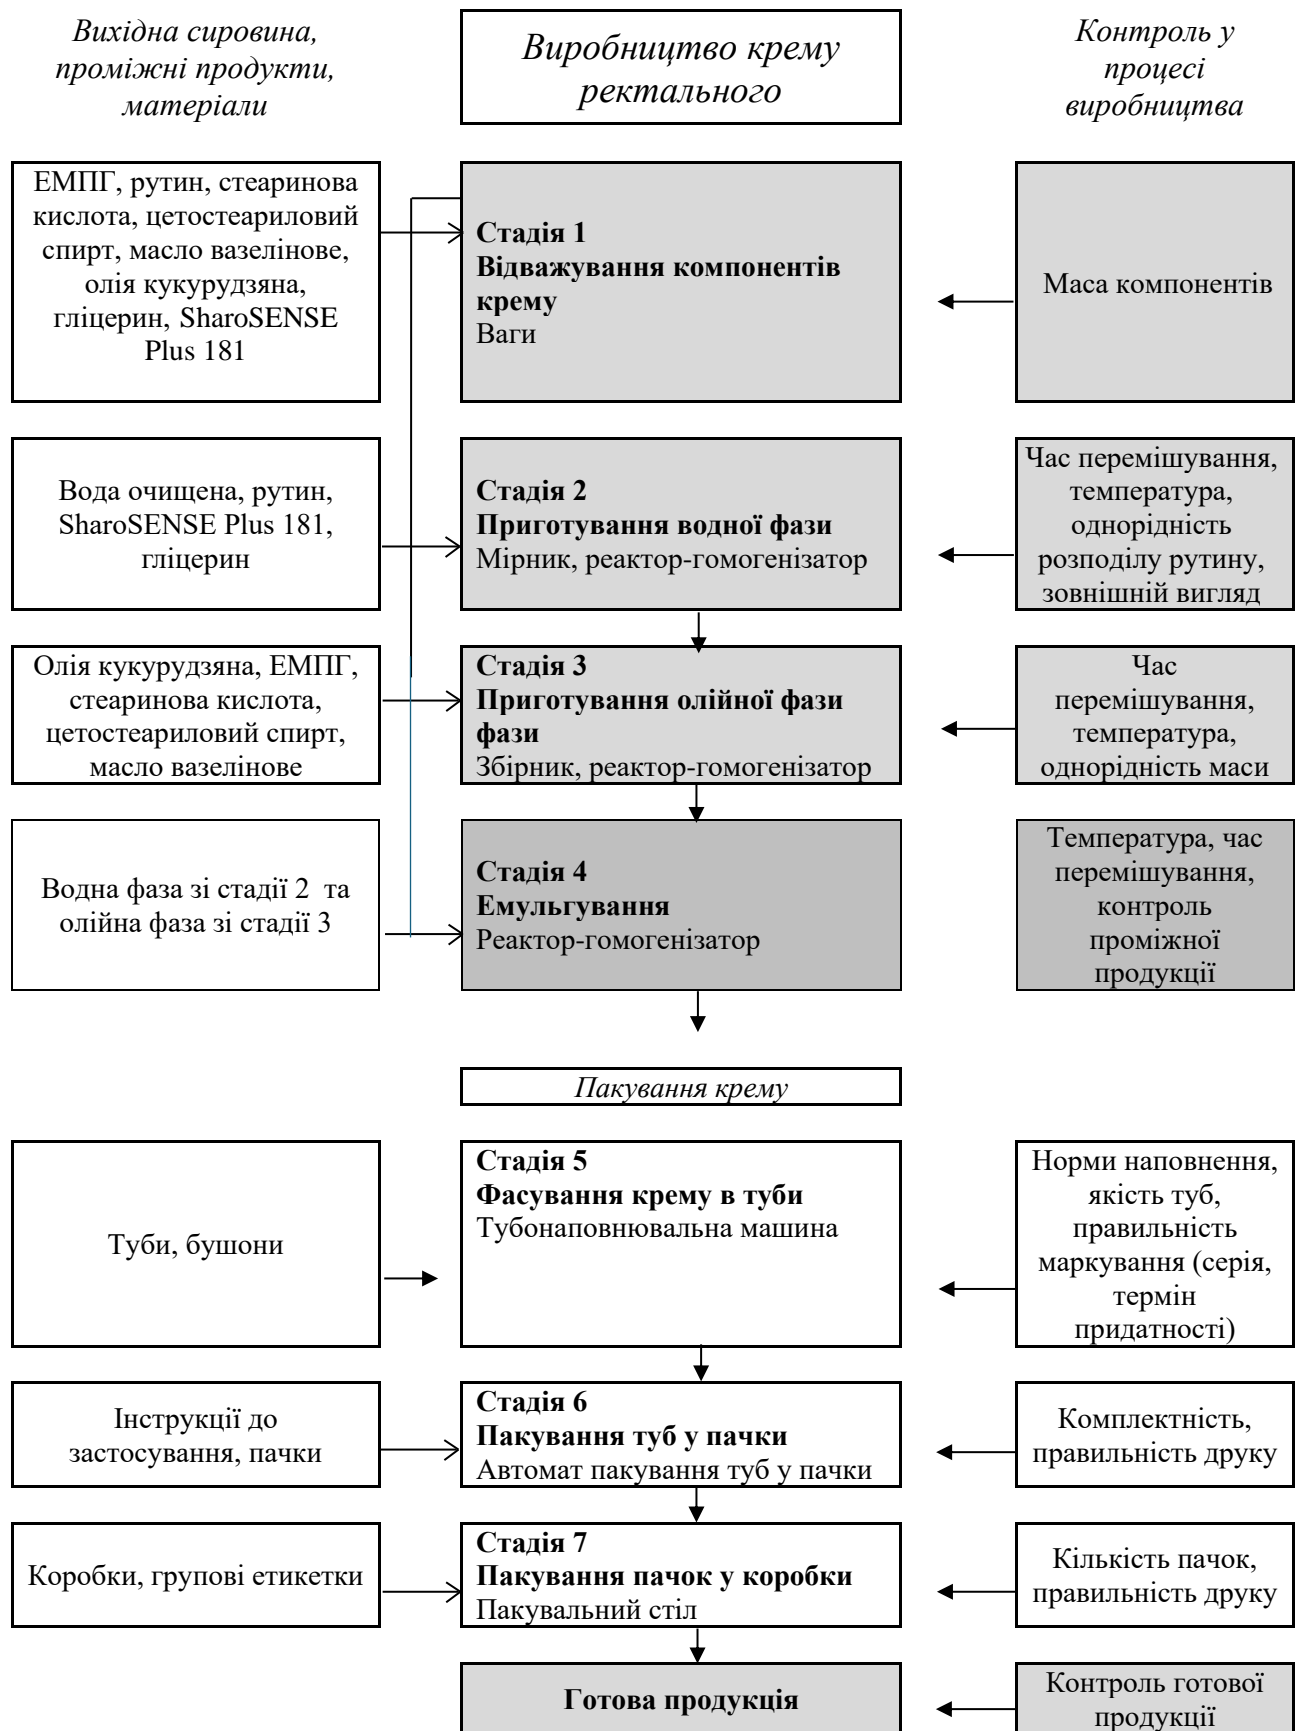 Вихідна сировина,
проміжні продукти,
матеріали
Виробництво крему
ректального
Контроль у
процесі
виробництва
ЕМПГ, рутин, стеаринова
кислота, цетостеариловий
спирт, масло вазелінове,
олія кукурудзяна,
гліцерин, SharoSENSE
Plus 181
Стадія 1
Відважування компонентів
крему
Ваги
Маса компонентів
Вода очищена, рутин,
SharoSENSE Plus 181,
гліцерин
Стадія 2
Приготування водної фази
Мірник, реактор-гомогенізатор
Час перемішування,
температура,
однорідність
розподілу рутину,
зовнішній вигляд
Олія кукурудзяна, ЕМПГ,
стеаринова кислота,
цетостеариловий спирт,
масло вазелінове
Стадія 3
Приготування олійної фази
фази
Збірник, реактор-гомогенізатор
Час
перемішування,
температура,
однорідність маси
Водна фаза зі стадії 2 та
олійна фаза зі стадії 3
Стадія 4
Емульгування
Реактор-гомогенізатор
Температура, час
перемішування,
контроль
проміжної
продукції
Пакування крему
Туби, бушони
Стадія 5
Фасування крему в туби
Тубонаповнювальна машина
Норми наповнення,
якість туб,
правильність
маркування (серія,
термін
придатності)
Інструкції до
застосування, пачки
Стадія 6
Пакування туб у пачки
Автомат пакування туб у пачки
Комплектність,
правильність друку
Коробки, групові етикетки
Стадія 7
Пакування пачок у коробки
Пакувальний стіл
Кількість пачок,
правильність друку
Готова продукція
Контроль готової
продукції